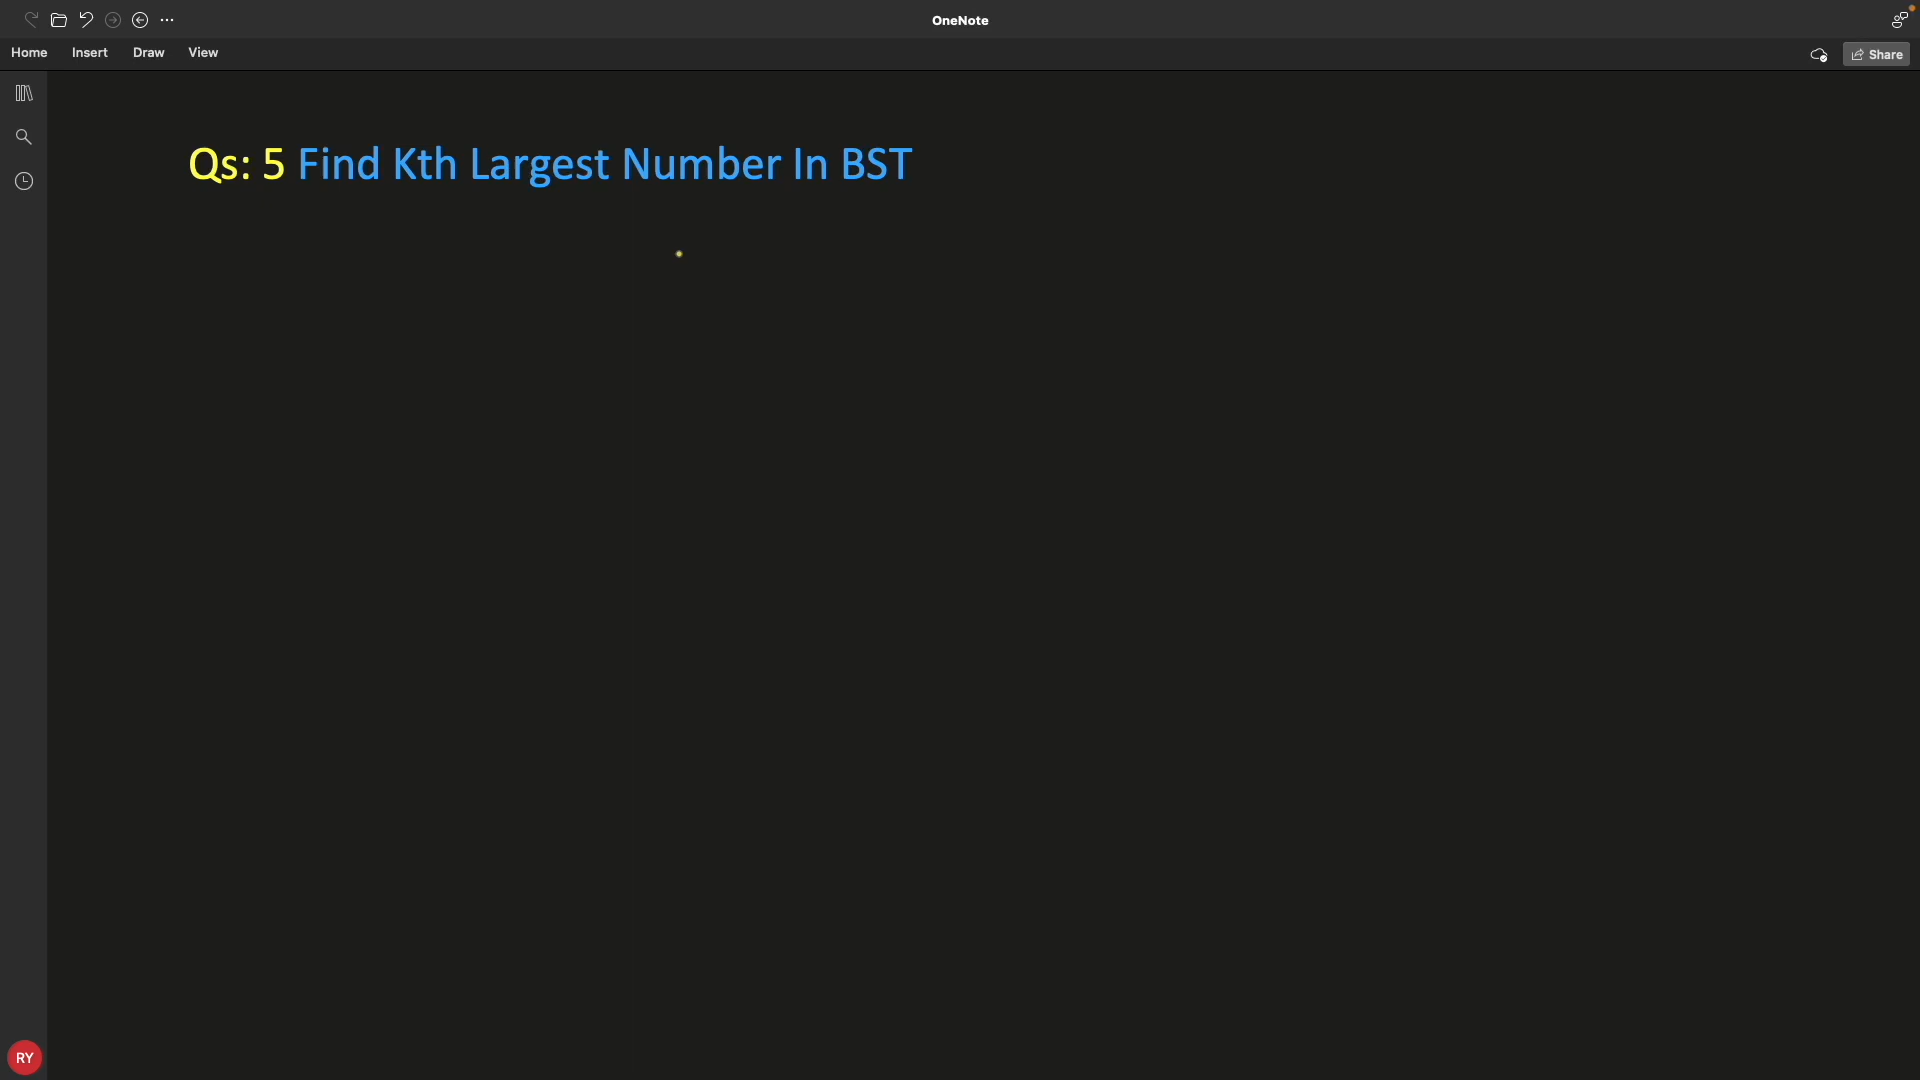 OneNote
Home Insert Draw View Share
Qs: 5 Find Kth Largest Number In BST
RY